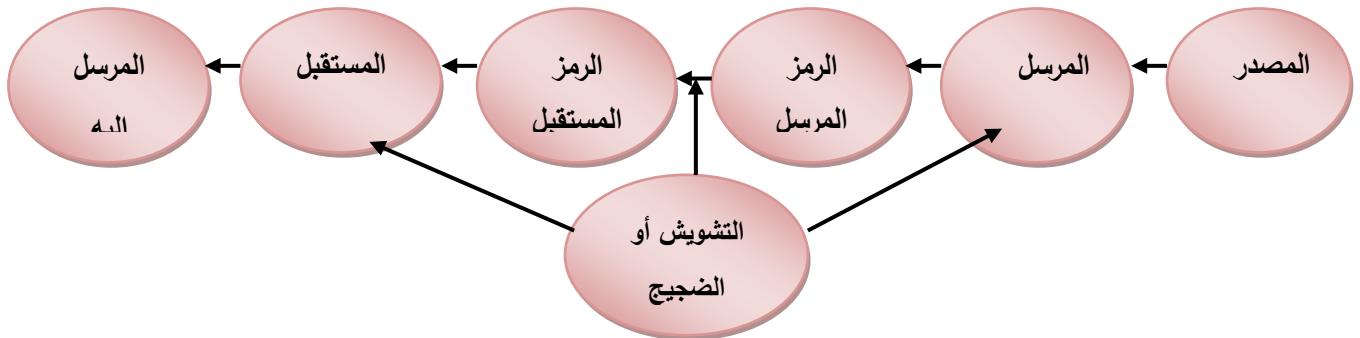 المصدر
المرسل
الرمز
المرسل
الرمز
المستقبل
المستقبل
المرسل
اليه
التشويش أو
الضجيج